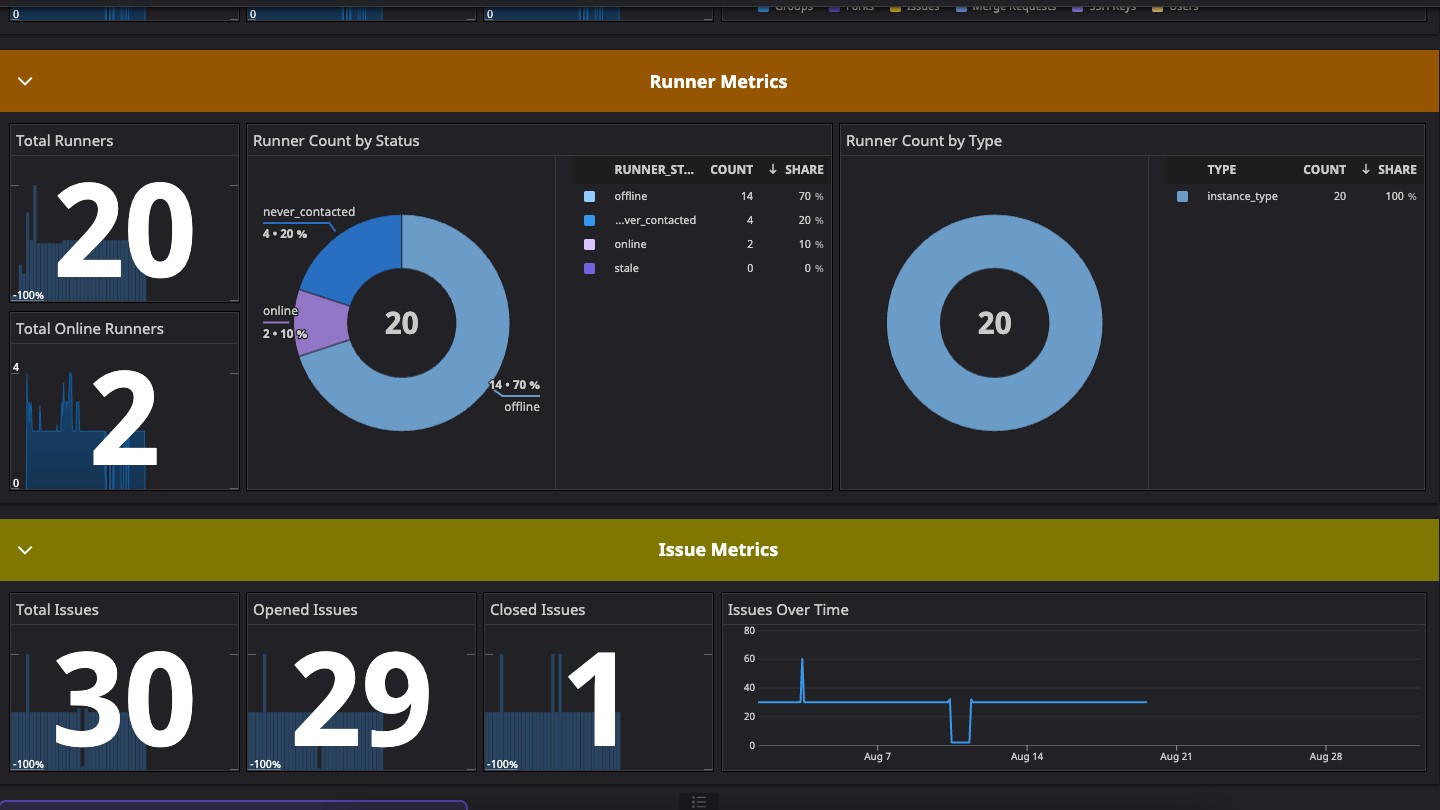 0
0
0
Groups Forks Issues Merge Requests SSH Keys Users
Runner Metrics
Total Runners
20
-100%
Total Online Runners
4
2
0
Runner Count by Status
never_contacted
4 • 20 %
online
2 • 10 %
20
14 • 70 %
offline
RUNNER_ST... COUNT ↓ SHARE
offline 14 70 %
...ver_contacted 4 20 %
online 2 10 %
stale 0 0 %
Runner Count by Type
20
TYPE COUNT ↓ SHARE
instance_type 20 100 %
Issue Metrics
Total Issues
30
-100%
Opened Issues
29
-100%
Closed Issues
1
-100%
Issues Over Time
80
60
40
20
0
Aug 7 Aug 14 Aug 21 Aug 28